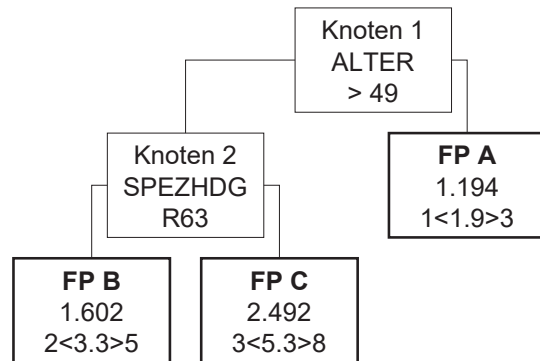 Knoten 1
ALTER
> 49
Knoten 2
SPEZHDG
R63
FP A
1.194
1<1.9>3
FP B
1.602
2<3.3>5
FP C
2.492
3<5.3>8